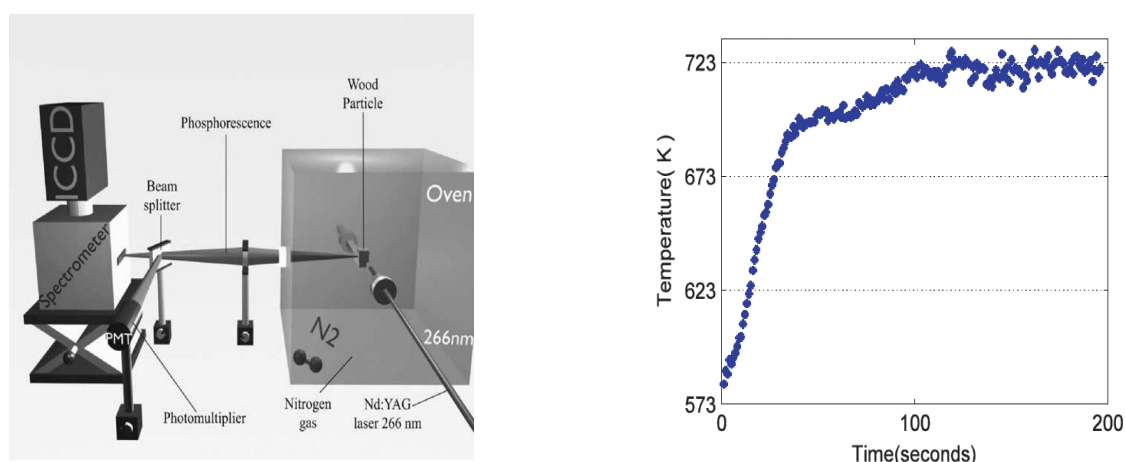 ICCD
Spectrometer
PMT
Beam
splitter
Phosphorescence
Wood
Particle
Oven
266nm
N2
Photomultiplier
Nitrogen
gas
Nd:YAG
laser 266 nm
Temperature( K )
723
673
623
573
0
100
200
Time(seconds)